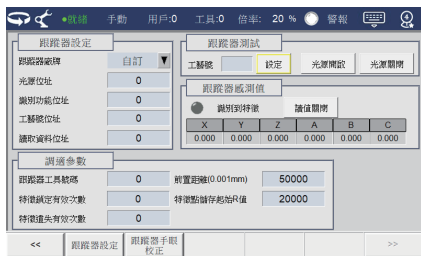 ●就緒 手動 用戶:0 工具:0 倍率: 20 % 警報
跟蹤器設定
跟蹤器廠牌 自訂 ▼
光源位址 0
識別功能位址 0
工藝號位址 0
讀取資料位址 0
跟蹤器測試
工藝號 設定 光源開啟 光源關閉
跟蹤器感測值
識別到特徵 讀值關閉
X Y Z A B C
0.000 0.000 0.000 0.000 0.000 0.000
調適參數
跟蹤器工具號碼 0 前置距離(0.001mm) 50000
特徵鎖定有效次數 0 特徵點儲存起始R值 20000
特徵遺失有效次數 0
<< 跟蹤器設定 跟蹤器手眼校正 >>